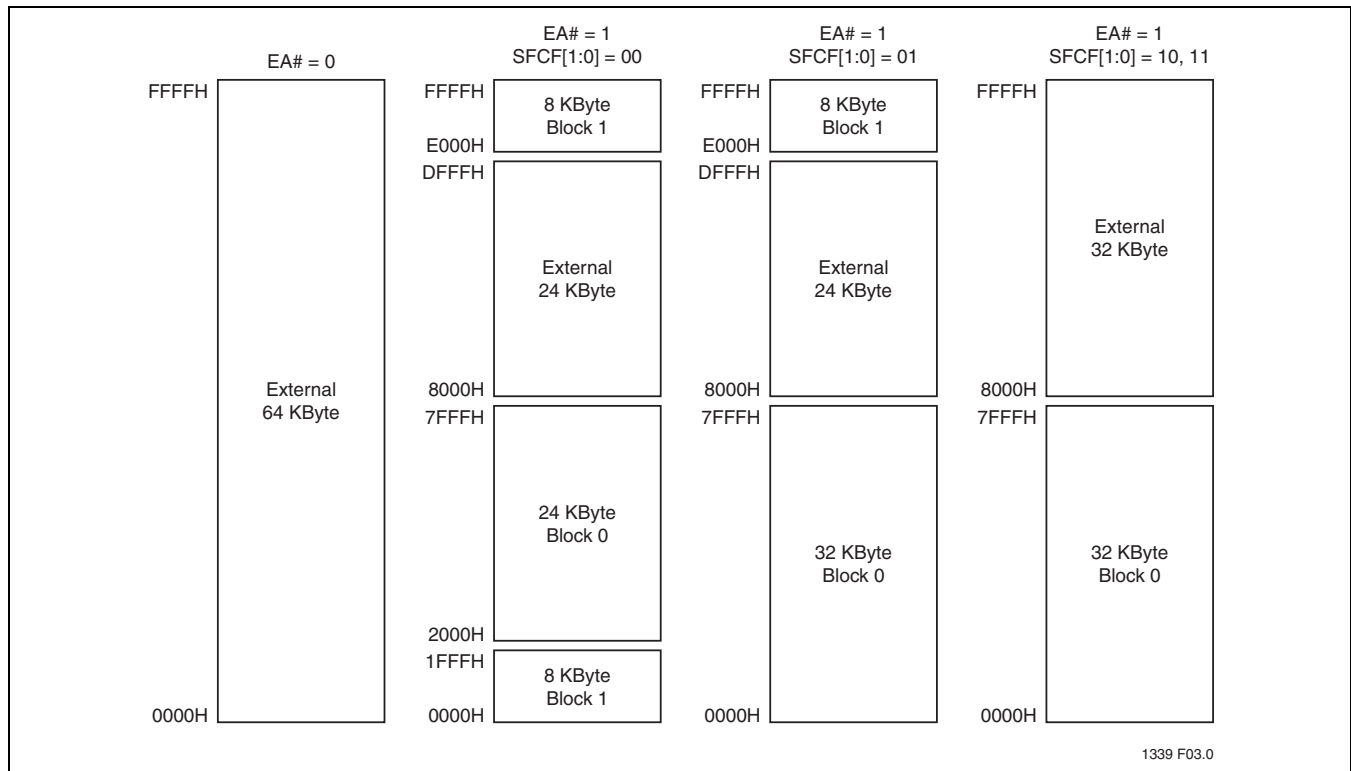 EA# = 0
FFFFH
External
64 KByte
0000H
EA# = 1
SFCF[1:0] = 00
FFFFH
8 KByte
Block 1
E000H
DFFFH
External
24 KByte
8000H
7FFFH
24 KByte
Block 0
2000H
1FFFH
8 KByte
Block 1
0000H
EA# = 1
SFCF[1:0] = 01
FFFFH
8 KByte
Block 1
E000H
DFFFH
External
24 KByte
8000H
7FFFH
32 KByte
Block 0
0000H
EA# = 1
SFCF[1:0] = 10, 11
FFFFH
External
32 KByte
8000H
7FFFH
32 KByte
Block 0
0000H
1339 F03.0